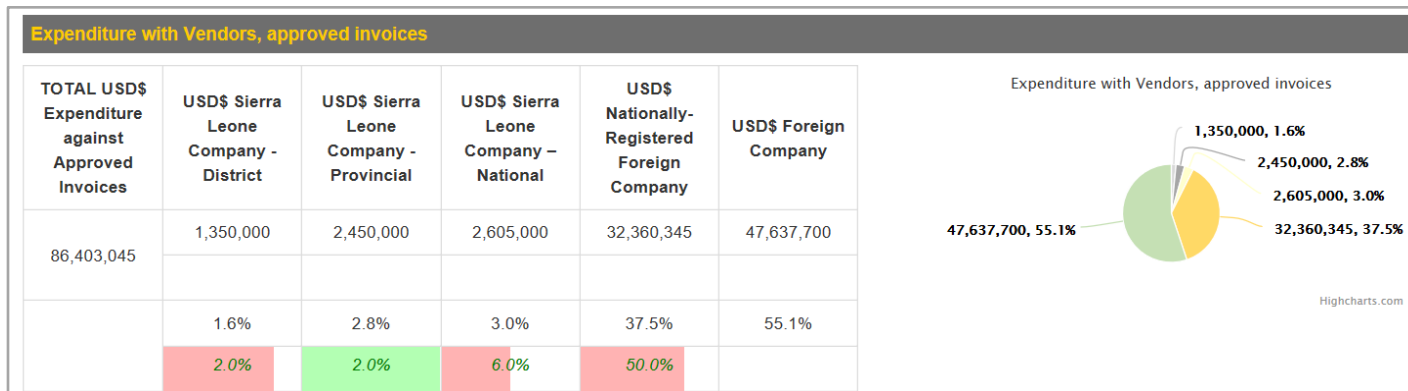 Expenditure with Vendors, approved invoices
TOTAL USD$
Expenditure
against
Approved
Invoices
USD$ Sierra
Leone
Company -
District
USD$ Sierra
Leone
Company -
Provincial
USD$ Sierra
Leone
Company –
National
USD$
Nationally-
Registered
Foreign
Company
USD$ Foreign
Company
86,403,045
1,350,000
2,450,000
2,605,000
32,360,345
47,637,700
1.6%
2.8%
3.0%
37.5%
55.1%
2.0%
2.0%
6.0%
50.0%
Expenditure with Vendors, approved invoices
1,350,000, 1.6%
2,450,000, 2.8%
2,605,000, 3.0%
47,637,700, 55.1%
32,360,345, 37.5%
Highcharts.com